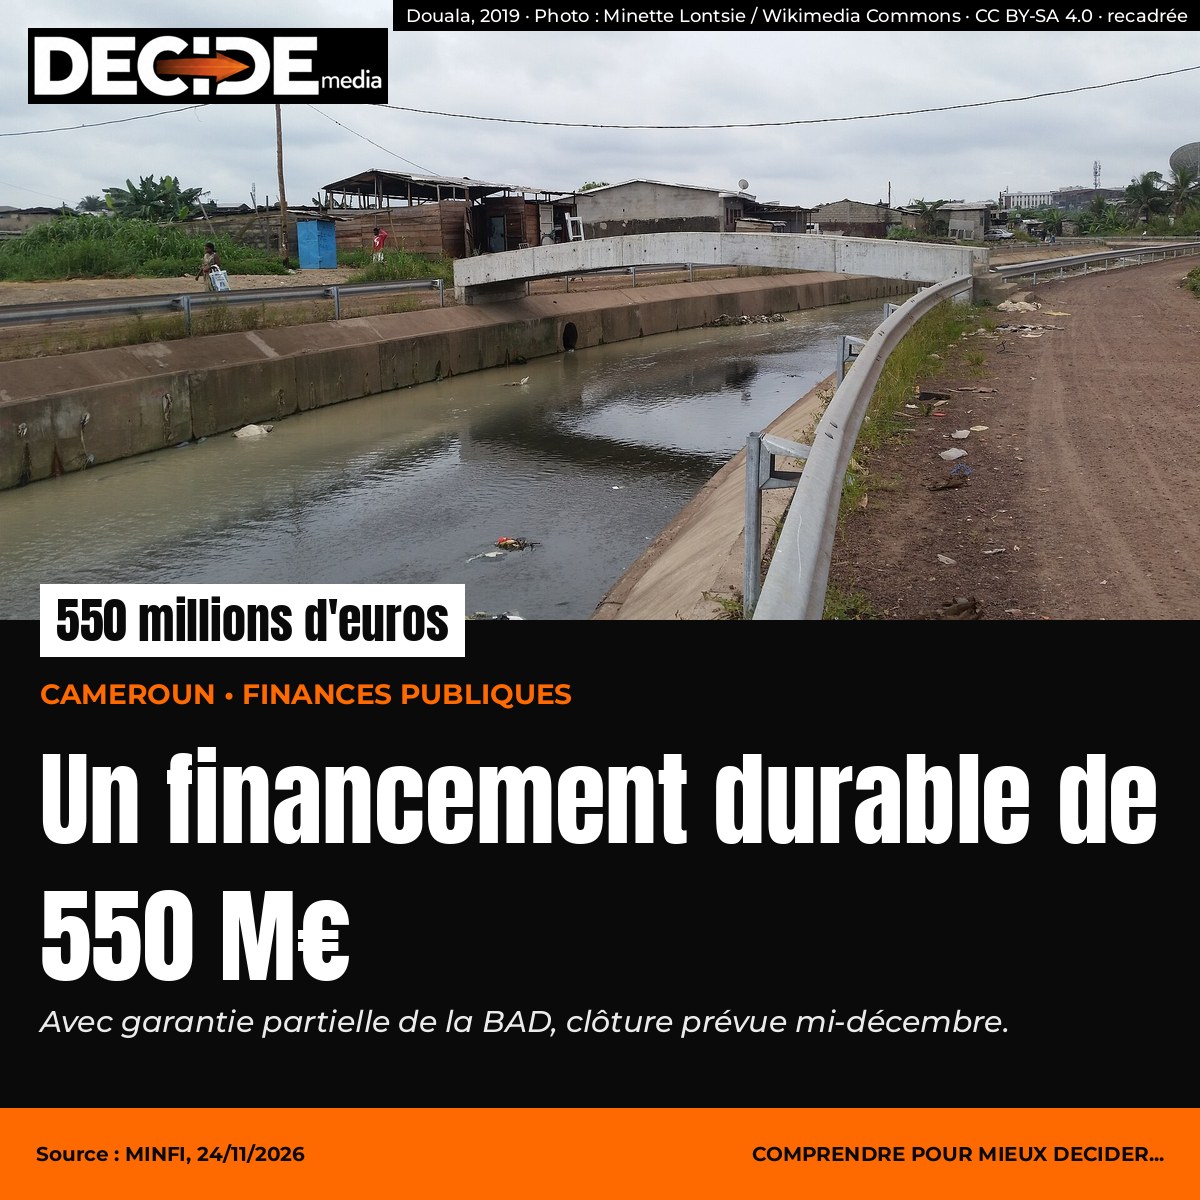 Douala, 2019 · Photo : Minette Lontsie / Wikimedia Commons · CC BY-SA 4.0 · recadrée
DECIDE media
550 millions d'euros
CAMEROUN • FINANCES PUBLIQUES
Un financement durable de
550 M€
Avec garantie partielle de la BAD, clôture prévue mi-décembre.
Source : MINFI, 24/11/2026
COMPRENDRE POUR MIEUX DECIDER...